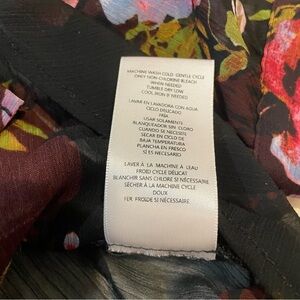 MACHINE WASH COLD GENTLE CYCLE
ONLY NON-CHLORINE BLEACH
WHEN NEEDED
TUMBLE DRY LOW
COOL IRON IF NEEDED
LAVAR EN LAVADORA CON AGUA
CICLO DELICADO
FRÍA
USAR SOLAMENTE
BLANQUEADOR SIN CLORO
CUANDO SE NECESITE
SECAR EN CICLO DE
BAJA TEMPERATURA
PLANCHA EN FRESCO
SI ES NECESARIO
LAVER À LA MACHINE À L'EAU
FROID CYCLE DÉLICAT
BLANCHIR SANS CHLORE SI NÉCESSAIRE
SÉCHER À LA MACHINE CYCLE
DOUX
FER FROIDE SI NÉCESSAIRE